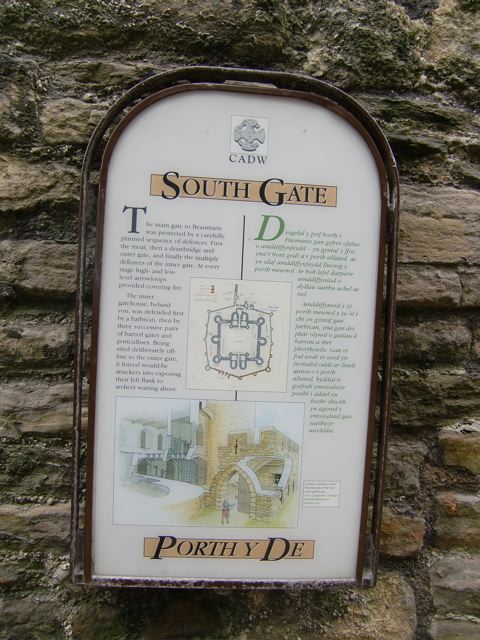 CADW
SOUTH GATE
The main gate to Beaumaris
was protected by a carefully
planned sequence of defences. First
the moat, then a drawbridge and
outer gate, and finally the multiple
defences of the inner gate. At every
stage high- and low-
level arrowloops
provided covering fire.
The inner
gatehouse, behind
you, was defended first
by a barbican, then by
three successive pairs
of barred gates and
portcullises. Being
sited deliberately off-
line to the outer gate,
it forced would-be
attackers into exposing
their left flank to
archers waiting above.
Diogelid y prif borth i
Fiwmares gan gyfres ofalus
o amddiffynfeydd - yn gyntaf y ffos,
yna'r bont godi a'r porth allanol, ac
yn olaf amddiffynfeydd lluosog y
porth mewnol. Ar bob lefel darperir
amddiffyniad o
dyllau saethu uchel ac
isel.
Amddiffynnid y tŷ
porth mewnol y tu ôl i
chi yn gyntaf gan
farbican, yna gan dri
phâr olynol o gatiau â
barrau a thri
phorthcwlis. Gan ei
fod wedi ei osod yn
fwriadol oddi ar linell
union o'r porth
allanol, byddai'n
gorfodi ymosodwyr
posibl i adael eu
hochr chwith
yn agored i
ymosodiad gan
saethwyr
uwchlaw.
PORTH Y DE